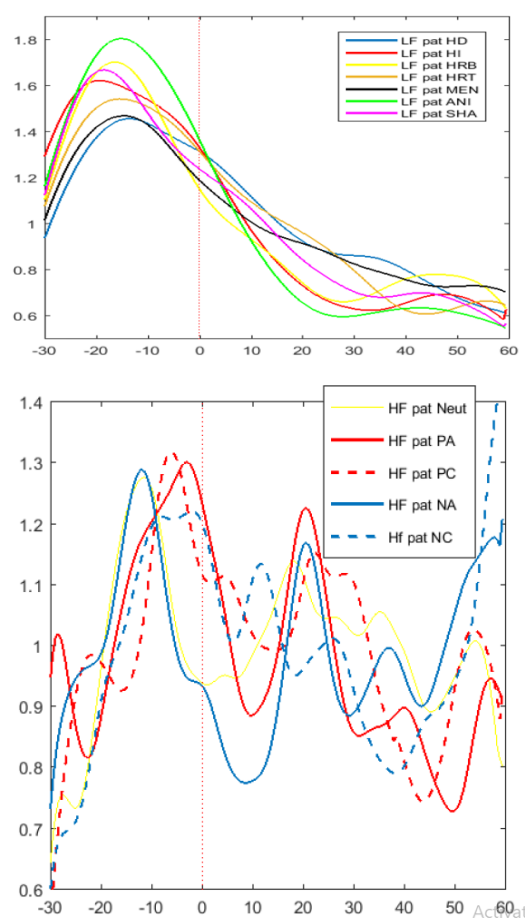 1.8
1.6
1.4
1.2
1
0.8
0.6
-30
-20
-10
0
10
20
30
40
50
60
LF pat HD
LF pat HI
LF pat HRB
LF pat HRT
LF pat MEN
LF pat ANI
LF pat SHA
1.4
1.3
1.2
1.1
1
0.9
0.8
0.7
0.6
-30
-20
-10
0
10
20
30
40
50
60
HF pat Neut
HF pat PA
HF pat PC
HF pat NA
Hf pat NC
Activat